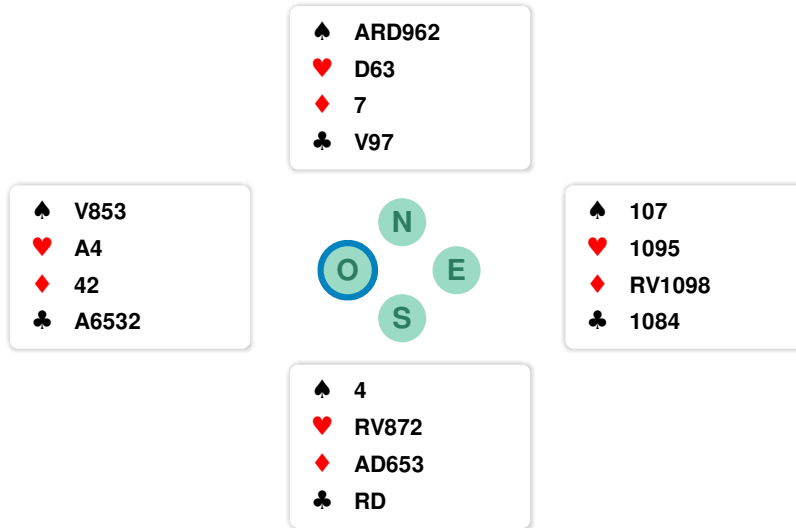 ♠ ARD962
♥ D63
♦ 7
♣ V97
♠ V853
♥ A4
♦ 42
♣ A6532
N
O
E
S
♠ 107
♥ 1095
♦ RV1098
♣ 1084
♠ 4
♥ RV872
♦ AD653
♣ RD